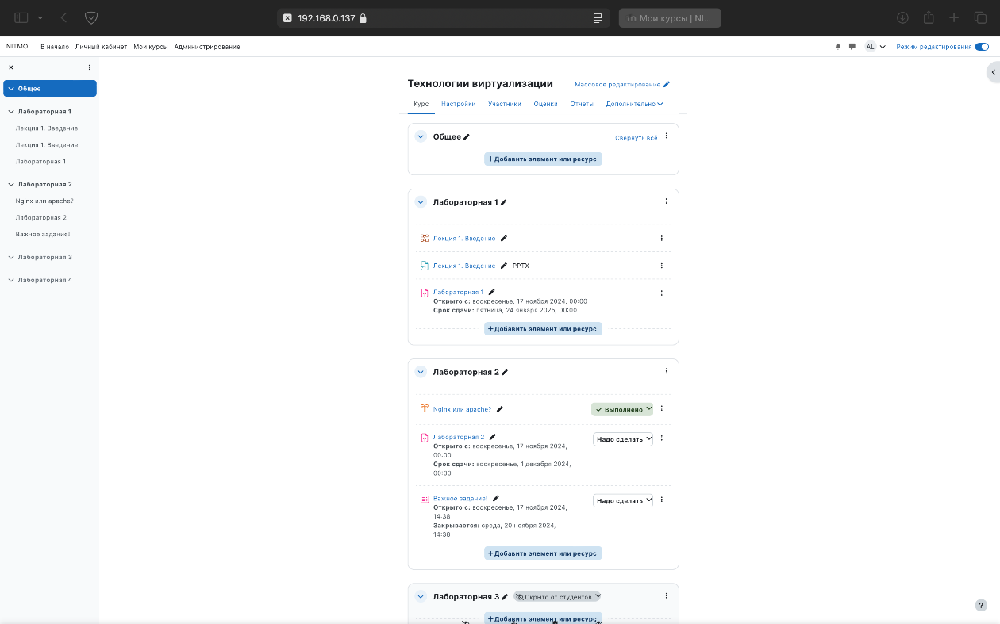 192.168.0.137
Мои курсы | NI...
NITMO
В начало
Личный кабинет
Мои курсы
Администрирование
AL
Режим редактирования
Общее
Лабораторная 1
Лекция 1. Введение
Лекция 1. Введение
Лабораторная 1
Лабораторная 2
Nginx или apache?
Лабораторная 2
Важное задание!
Лабораторная 3
Лабораторная 4
Технологии виртуализации
Массовое редактирование
Курс
Настройки
Участники
Оценки
Отчеты
Дополнительно
Общее
Свернуть всё
+ Добавить элемент или ресурс
Лабораторная 1
Лекция 1. Введение
Лекция 1. Введение PPTX
Лабораторная 1
Открыто с: воскресенье, 17 ноября 2024, 00:00
Срок сдачи: пятница, 24 января 2025, 00:00
+ Добавить элемент или ресурс
Лабораторная 2
Nginx или apache?
Выполнено
Лабораторная 2
Надо сделать
Открыто с: воскресенье, 17 ноября 2024,
00:00
Срок сдачи: воскресенье, 1 декабря 2024,
00:00
Важное задание!
Надо сделать
Открыто с: воскресенье, 17 ноября 2024,
14:38
Закрывается: среда, 20 ноября 2024,
14:38
+ Добавить элемент или ресурс
Лабораторная 3
Скрыто от студентов
+ Добавить элемент или ресурс
?